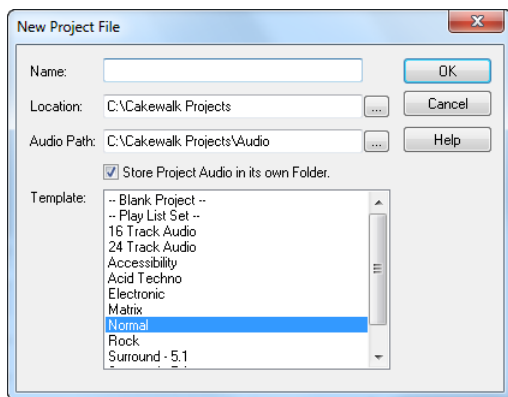 New Project File
Name:
OK
Location: C:\Cakewalk Projects ...
Cancel
Audio Path: C:\Cakewalk Projects\Audio ...
Help
Store Project Audio in its own Folder.
Template:
-- Blank Project --
-- Play List Set --
16 Track Audio
24 Track Audio
Accessibility
Acid Techno
Electronic
Matrix
Normal
Rock
Surround - 5.1